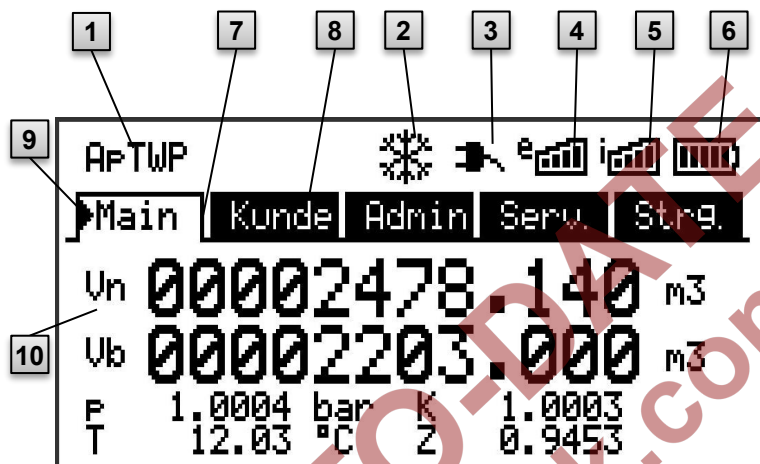 1 7 8 2 3 4 5 6
9 ApTWP e i
Main Kunde Admin Serv. Strg.
Vn 00002478.140 m3
10 Vb 00002203.000 m3
P 1.0004 bar K 1.0003
T 12.03 °C Z 0.9453